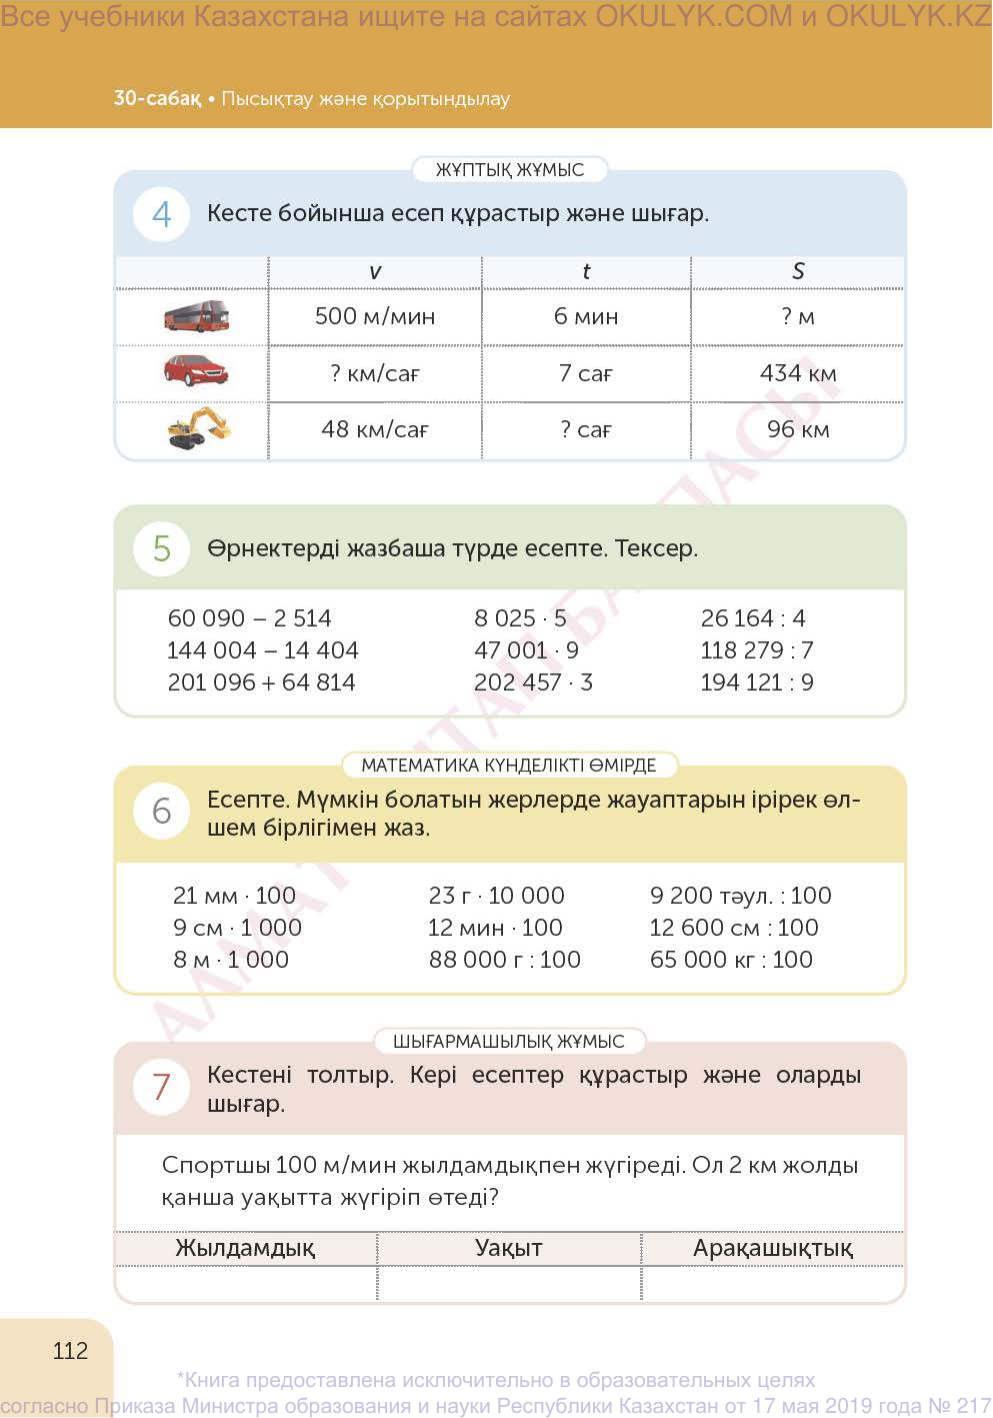 Все учебники Казахстана ищите на сайтах OKULYK.COM и OKULYK.KZ
30-сабақ • Пысықтау және қорытындылау
ЖҰПТЫҚ ЖҰМЫС
4 Кесте бойынша есеп құрастыр және шығар.
v t S
500 м/мин 6 мин ? м
? км/сағ 7 сағ 434 км
48 км/сағ ? сағ 96 км
5 Өрнектерді жазбаша түрде есепте. Тексер.
60 090 – 2 514 8 025 · 5 26 164 : 4
144 004 – 14 404 47 001 · 9 118 279 : 7
201 096 + 64 814 202 457 · 3 194 121 : 9
МАТЕМАТИКА КҮНДЕЛІКТІ ӨМІРДЕ
6 Есепте. Мүмкін болатын жерлерде жауаптарын ірірек өл-
шем бірлігімен жаз.
21 мм · 100 23 г · 10 000 9 200 тәул. : 100
9 см · 1 000 12 мин · 100 12 600 см : 100
8 м · 1 000 88 000 г : 100 65 000 кг : 100
ШЫҒАРМАШЫЛЫҚ ЖҰМЫС
7 Кестені толтыр. Кері есептер құрастыр және оларды
шығар.
Спортшы 100 м/мин жылдамдықпен жүгіреді. Ол 2 км жолды
қанша уақытта жүгіріп өтеді?
Жылдамдық Уақыт Арақашықтық
112
*Книга предоставлена исключительно в образовательных целях
согласно Приказа Министра образования и науки Республики Казахстан от 17 мая 2019 года № 217